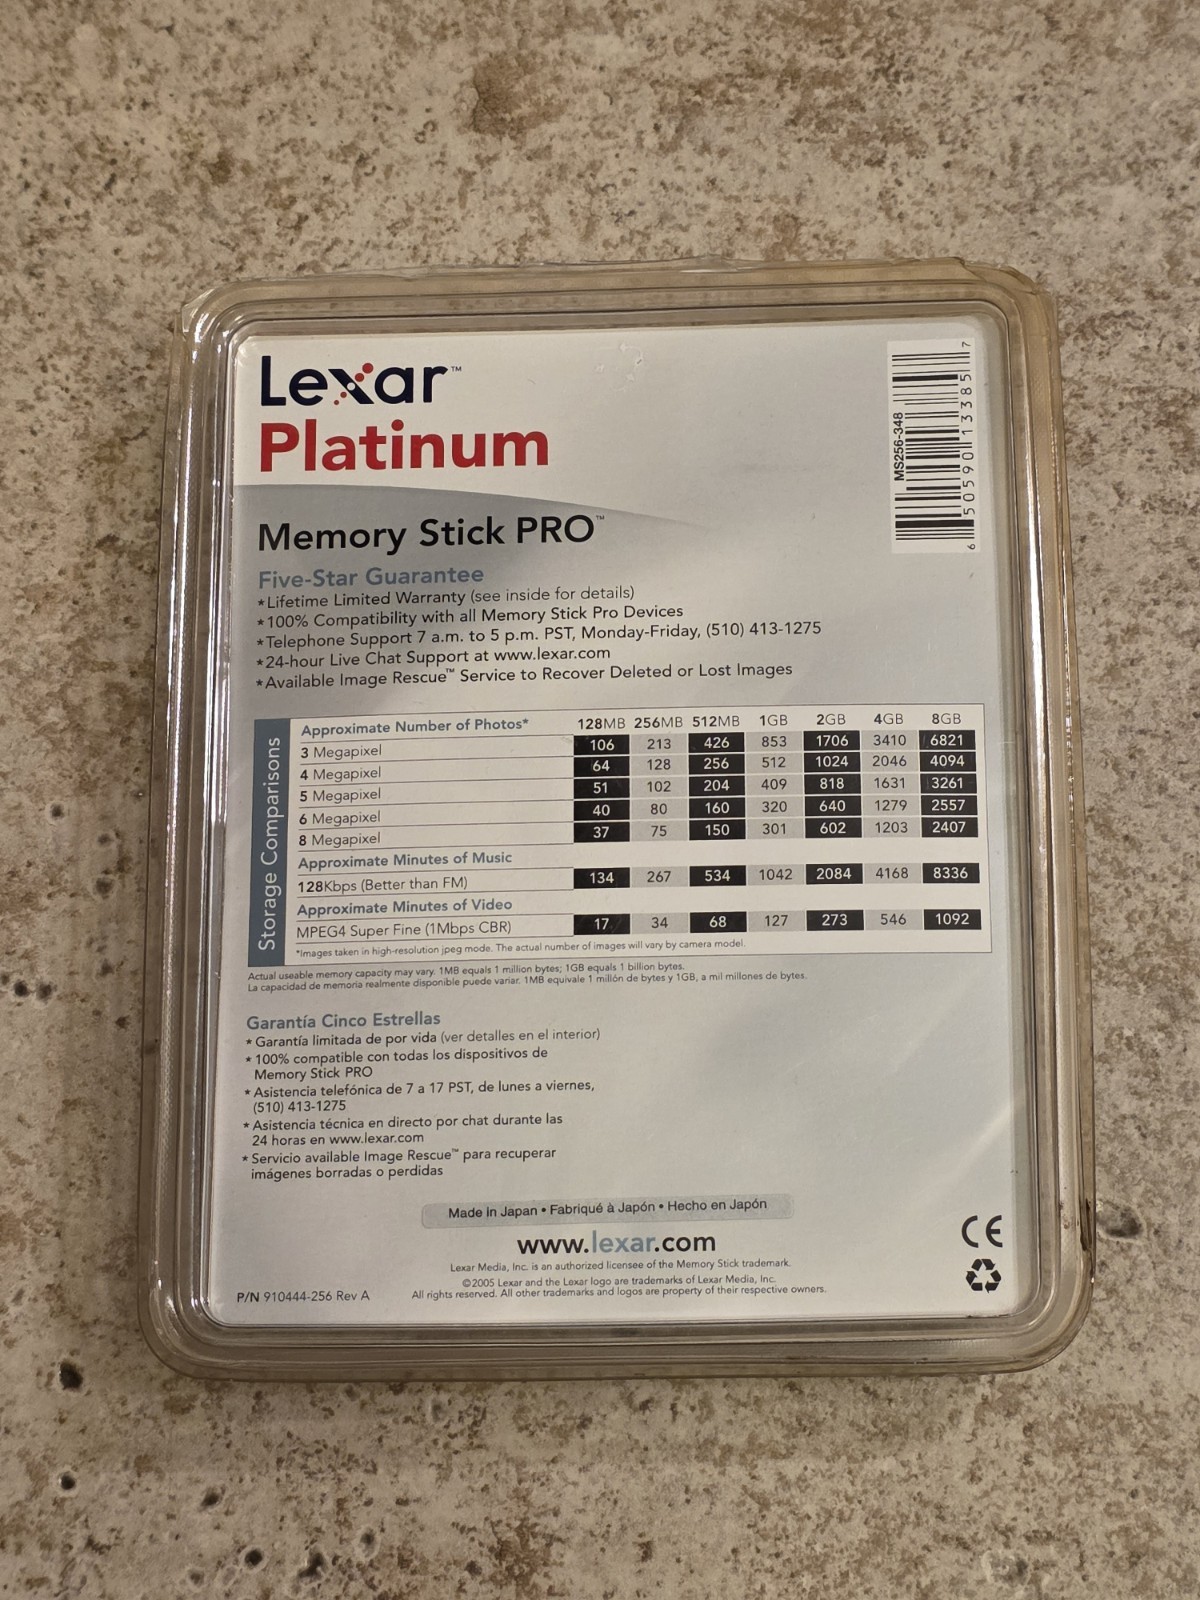 Lexar™
Platinum
MS256-348
6 50590 13385 7
Memory Stick PRO™
Five-Star Guarantee
*Lifetime Limited Warranty (see inside for details)
*100% Compatibility with all Memory Stick Pro Devices
*Telephone Support 7 a.m. to 5 p.m. PST, Monday-Friday, (510) 413-1275
*24-hour Live Chat Support at www.lexar.com
*Available Image Rescue™ Service to Recover Deleted or Lost Images
Storage Comparisons
Approximate Number of Photos* 128MB 256MB 512MB 1GB 2GB 4GB 8GB
3 Megapixel 106 213 426 853 1706 3410 6821
4 Megapixel 64 128 256 512 1024 2046 4094
5 Megapixel 51 102 204 409 818 1631 3261
6 Megapixel 40 80 160 320 640 1279 2557
8 Megapixel 37 75 150 301 602 1203 2407
Approximate Minutes of Music
128Kbps (Better than FM) 134 267 534 1042 2084 4168 8336
Approximate Minutes of Video
MPEG4 Super Fine (1Mbps CBR) 17 34 68 127 273 546 1092
*Images taken in high-resolution jpeg mode. The actual number of images will vary by camera model.
Actual useable memory capacity may vary. 1MB equals 1 million bytes; 1GB equals 1 billion bytes.
La capacidad de memoria realmente disponible puede variar. 1MB equivale 1 millón de bytes y 1GB, a mil millones de bytes.
Garantía Cinco Estrellas
* Garantía limitada de por vida (ver detalles en el interior)
* 100% compatible con todas los dispositivos de
Memory Stick PRO
* Asistencia telefónica de 7 a 17 PST, de lunes a viernes,
(510) 413-1275
* Asistencia técnica en directo por chat durante las
24 horas en www.lexar.com
* Servicio available Image Rescue™ para recuperar
imágenes borradas o perdidas
Made in Japan • Fabriqué à Japón • Hecho en Japón
www.lexar.com
CE
Lexar Media, Inc. is an authorized licensee of the Memory Stick trademark.
©2005 Lexar and the Lexar logo are trademarks of Lexar Media, Inc.
P/N 910444-256 Rev A All rights reserved. All other trademarks and logos are property of their respective owners.